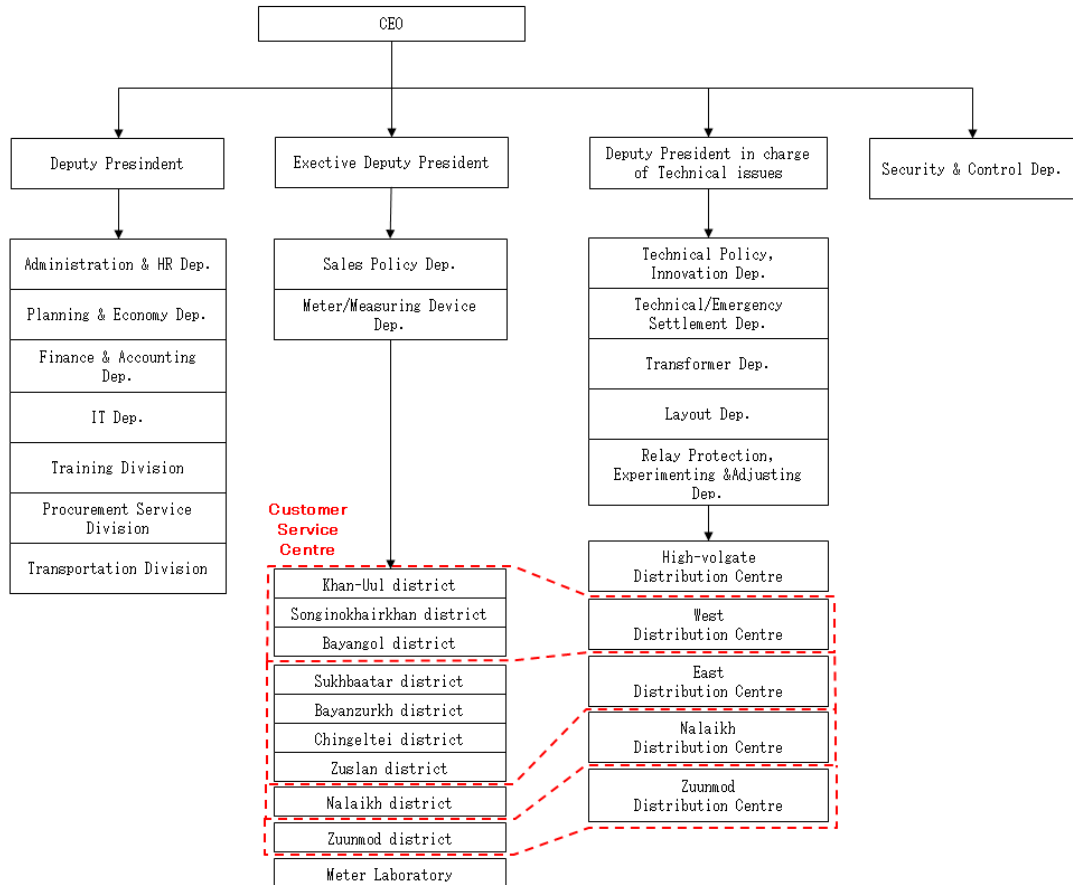 CEO
Deputy Presindent
Exective Deputy President
Deputy President in charge
of Technical issues
Security & Control Dep.
Administration & HR Dep.
Planning & Economy Dep.
Finance & Accounting
Dep.
IT Dep.
Training Division
Procurement Service
Division
Transportation Division
Sales Policy Dep.
Meter/Measuring Device
Dep.
Customer
Service
Centre
Khan-Uul district
Songinokhairkhan district
Bayangol district
Sukhbaatar district
Bayanzurkh district
Chingeltei district
Zuslan district
Nalaikh district
Zuunmod district
Meter Laboratory
Technical Policy,
Innovation Dep.
Technical/Emergency
Settlement Dep.
Transformer Dep.
Layout Dep.
Relay Protection,
Experimenting &Adjusting
Dep.
High-volgate
Distribution Centre
West
Distribution Centre
East
Distribution Centre
Nalaikh
Distribution Centre
Zuunmod
Distribution Centre